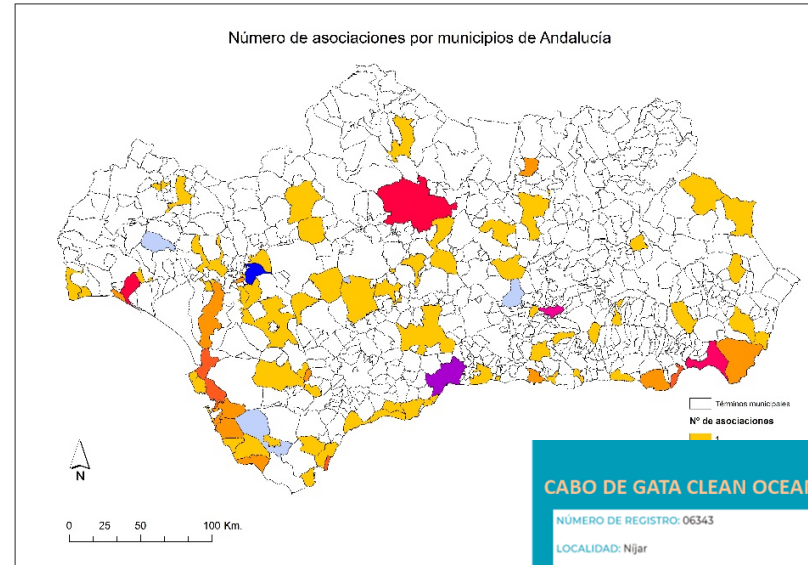 Número de asociaciones por municipios de Andalucía
Términos municipales
Nº de asociaciones
1
N
0 25 50 100 Km.
CABO DE GATA CLEAN OCEAN
NÚMERO DE REGISTRO: 06343
LOCALIDAD: Níjar